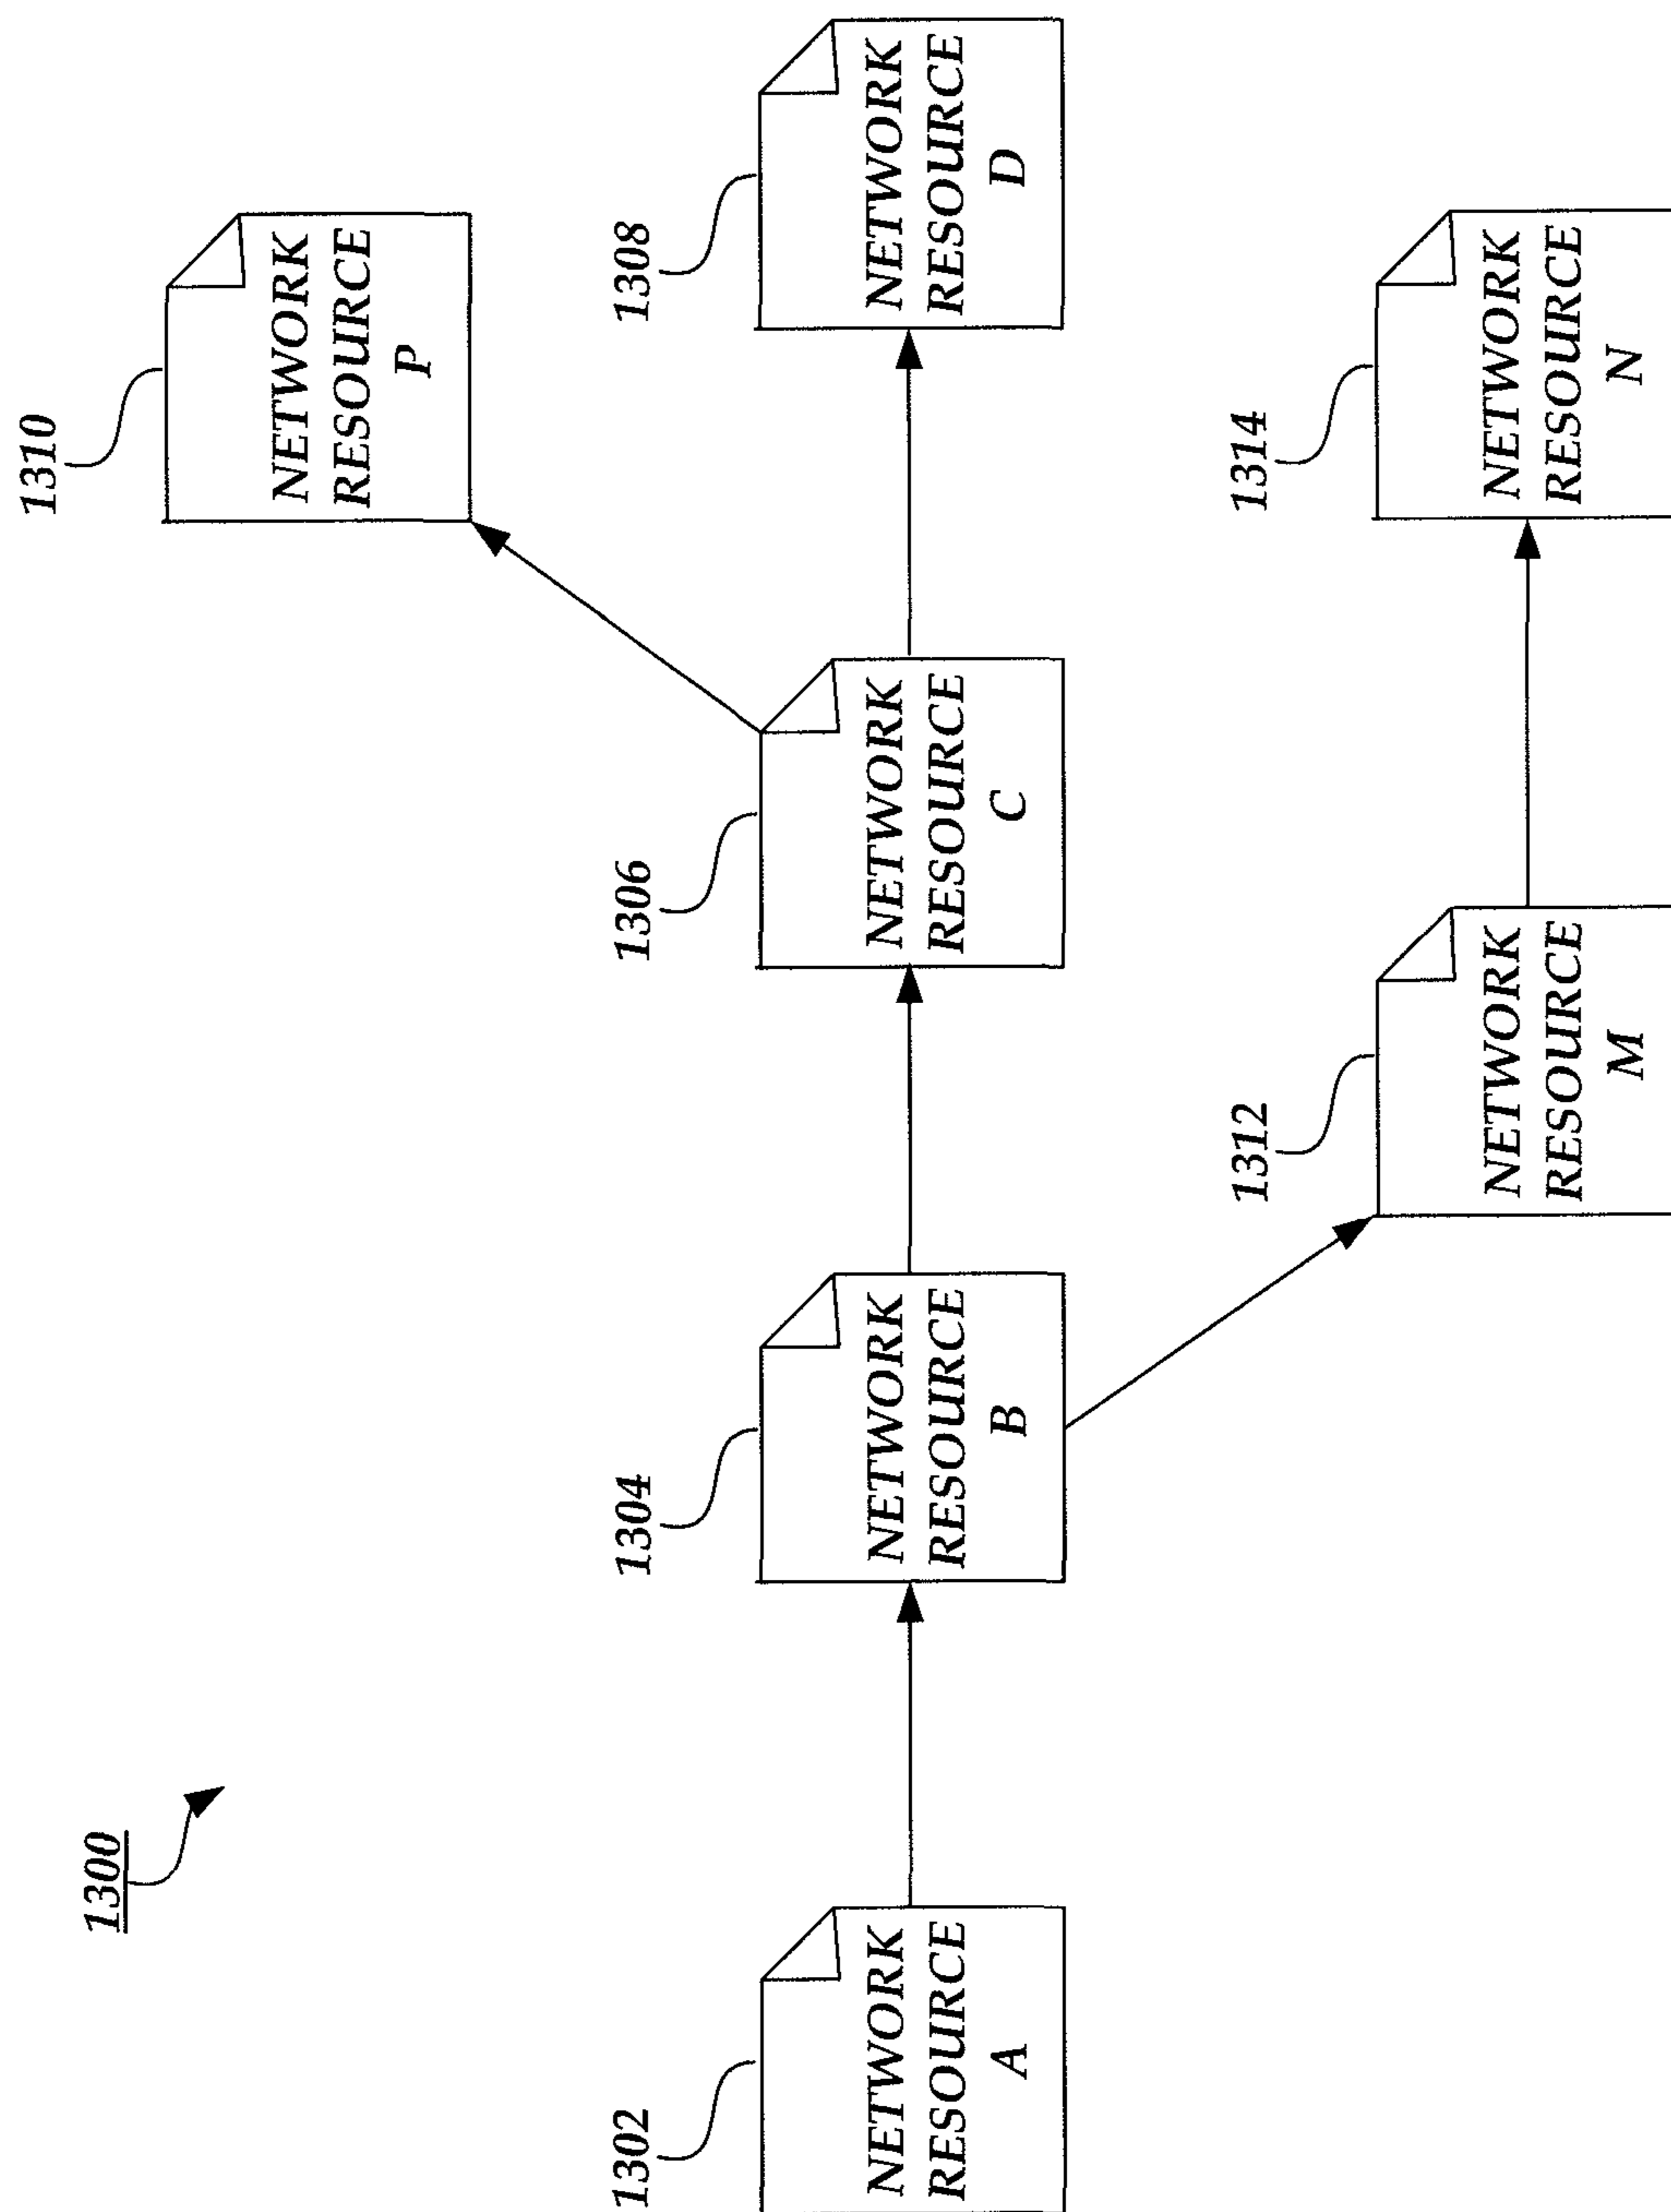 1300
1310
NETWORK
RESOURCE
P
1302
NETWORK
RESOURCE
A
1304
NETWORK
RESOURCE
B
1306
NETWORK
RESOURCE
C
1308
NETWORK
RESOURCE
D
1312
NETWORK
RESOURCE
M
1314
NETWORK
RESOURCE
N